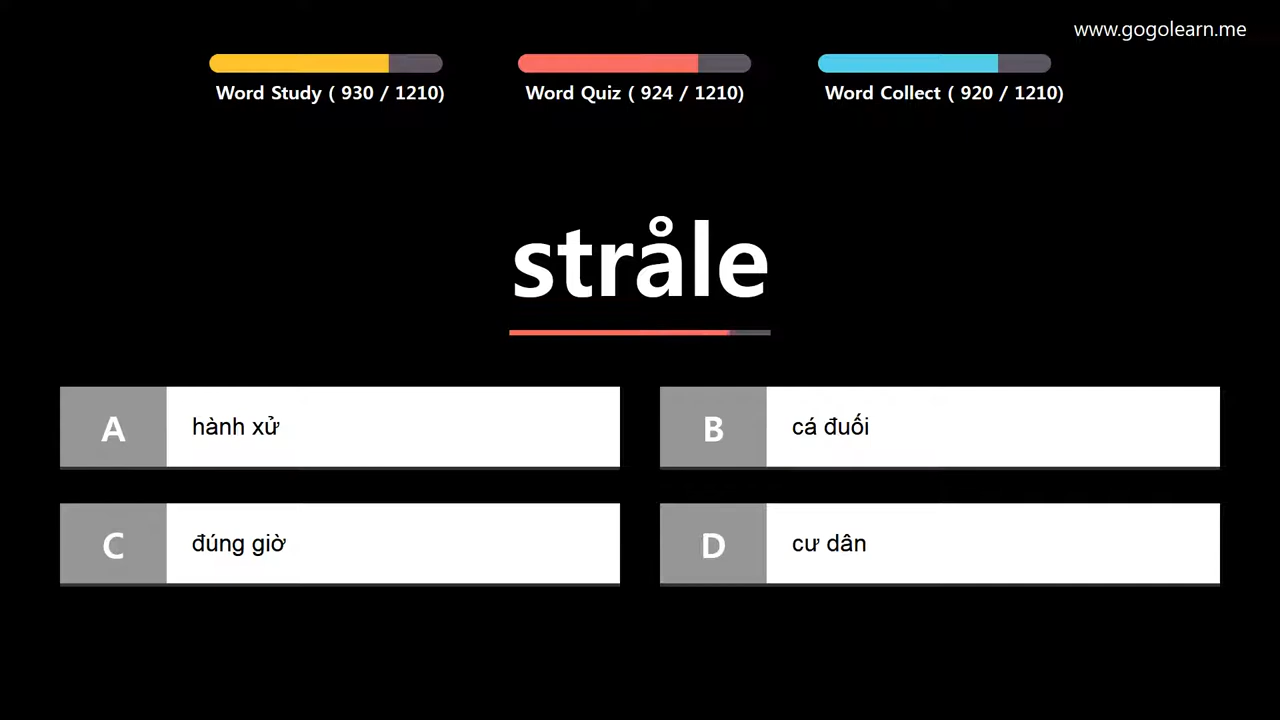 www.gogolearn.me
Word Study ( 930 / 1210)
Word Quiz ( 924 / 1210)
Word Collect ( 920 / 1210)
stråle
A hành xử
B cá đuối
C đúng giờ
D cư dân